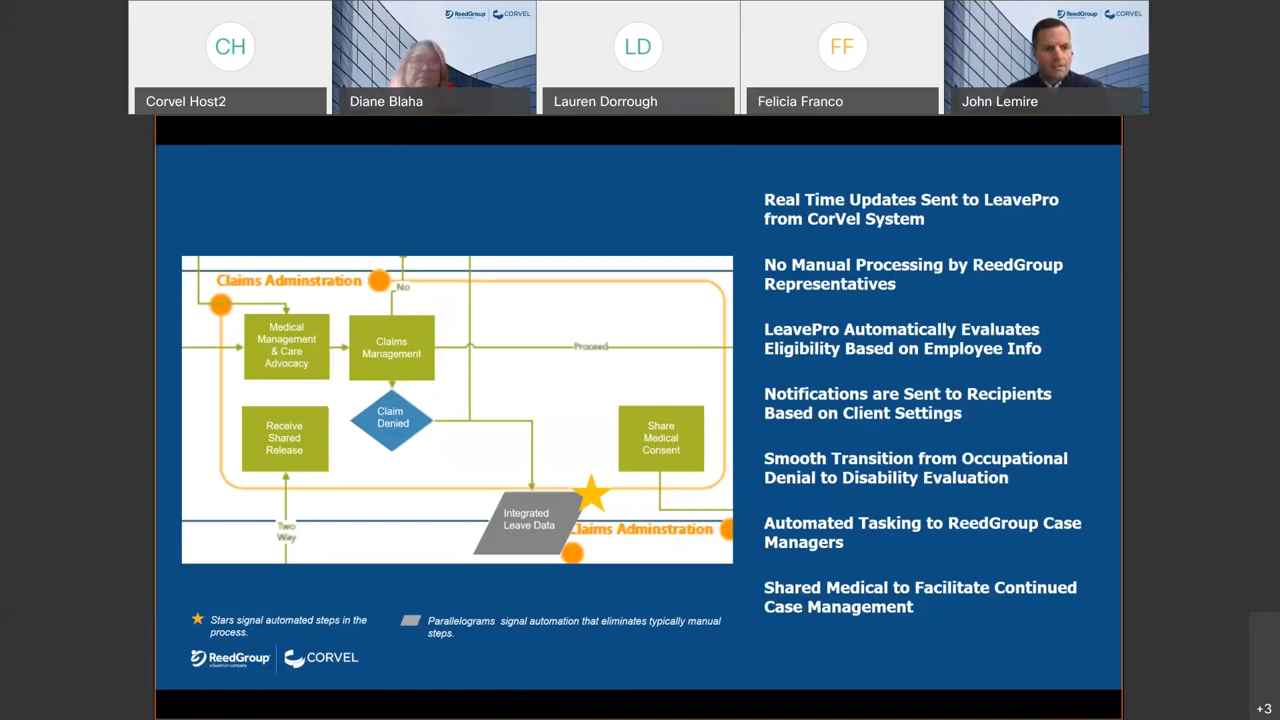 ReedGroup
CORVEL
ReedGroup
CORVEL
CH
LD
FF
Corvel Host2
Diane Blaha
Lauren Dorrough
Felicia Franco
John Lemire
Real Time Updates Sent to LeavePro
from CorVel System
No Manual Processing by ReedGroup
Representatives
LeavePro Automatically Evaluates
Eligibility Based on Employee Info
Notifications are Sent to Recipients
Based on Client Settings
Smooth Transition from Occupational
Denial to Disability Evaluation
Automated Tasking to ReedGroup Case
Managers
Shared Medical to Facilitate Continued
Case Management
Claims Adminstration
No
Medical
Management
& Care
Advocacy
Claims
Management
Proceed
Claim
Denied
Receive
Shared
Release
Share
Medical
Consent
Integrated
Leave Data
Claims Adminstration
Two
Way
Stars signal automated steps in the
process.
Parallelograms signal automation that eliminates typically manual
steps.
ReedGroup
CORVEL
+3